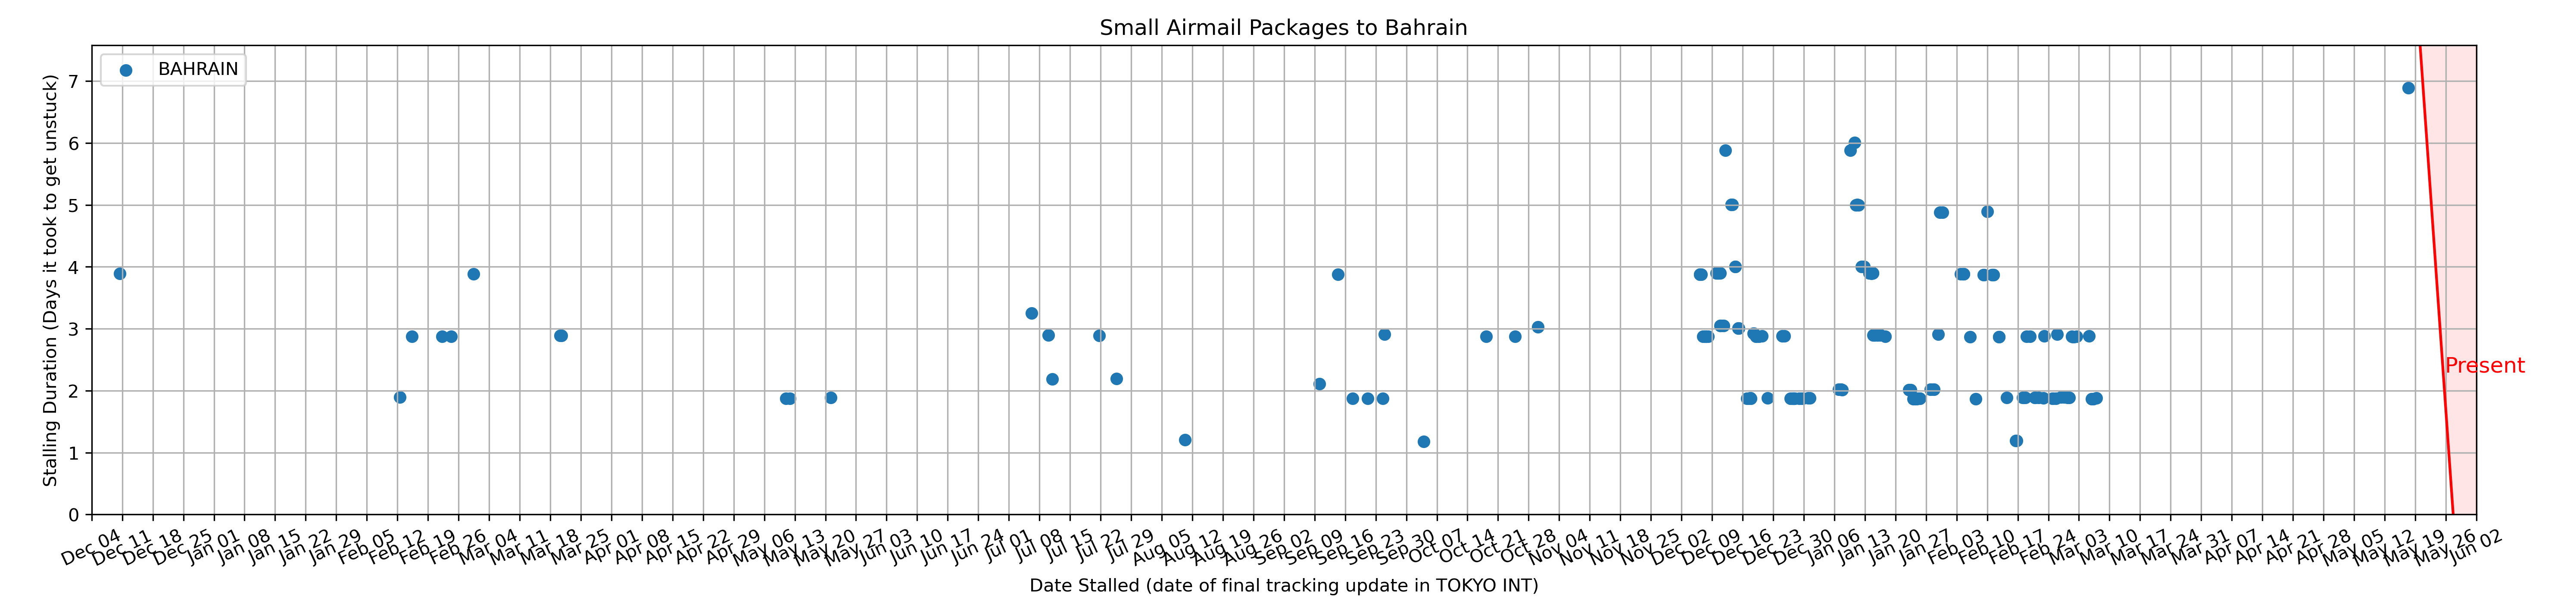 Small Airmail Packages to Bahrain
BAHRAIN
Stalling Duration (Days it took to get unstuck)
7
6
5
4
3
2
1
0
Present
Dec 04 Dec 11 Dec 18 Dec 25 Jan 01 Jan 08 Jan 15 Jan 22 Jan 29 Feb 05 Feb 12 Feb 19 Feb 26 Mar 04 Mar 11 Mar 18 Mar 25 Apr 01 Apr 08 Apr 15 Apr 22 Apr 29 May 06 May 13 May 20 May 27 Jun 03 Jun 10 Jun 17 Jun 24 Jul 01 Jul 08 Jul 15 Jul 22 Jul 29 Aug 05 Aug 12 Aug 19 Aug 26 Sep 02 Sep 09 Sep 16 Sep 23 Sep 30 Oct 07 Oct 14 Oct 21 Oct 28 Nov 04 Nov 11 Nov 18 Nov 25 Dec 02 Dec 09 Dec 16 Dec 23 Dec 30 Jan 06 Jan 13 Jan 20 Jan 27 Feb 03 Feb 10 Feb 17 Feb 24 Mar 03 Mar 10 Mar 17 Mar 24 Mar 31 Apr 07 Apr 14 Apr 21 Apr 28 May 05 May 12 May 19 May 26 Jun 02
Date Stalled (date of final tracking update in TOKYO INT)